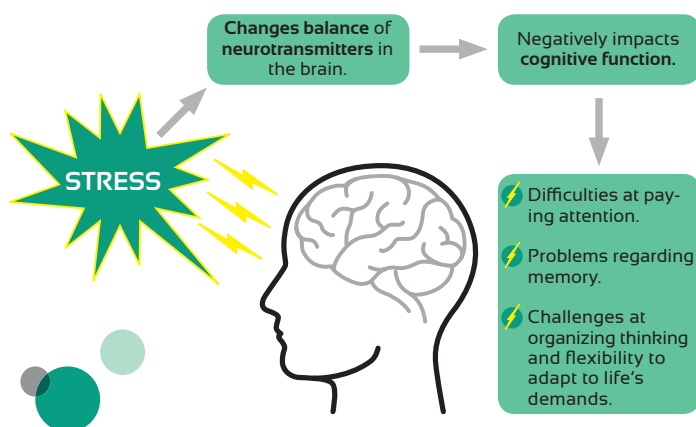 STRESS
Changes balance of
neurotransmitters in
the brain.
Negatively impacts
cognitive function.
Difficulties at pay-
ing attention.
Problems regarding
memory.
Challenges at
organizing thinking
and flexibility to
adapt to life's
demands.